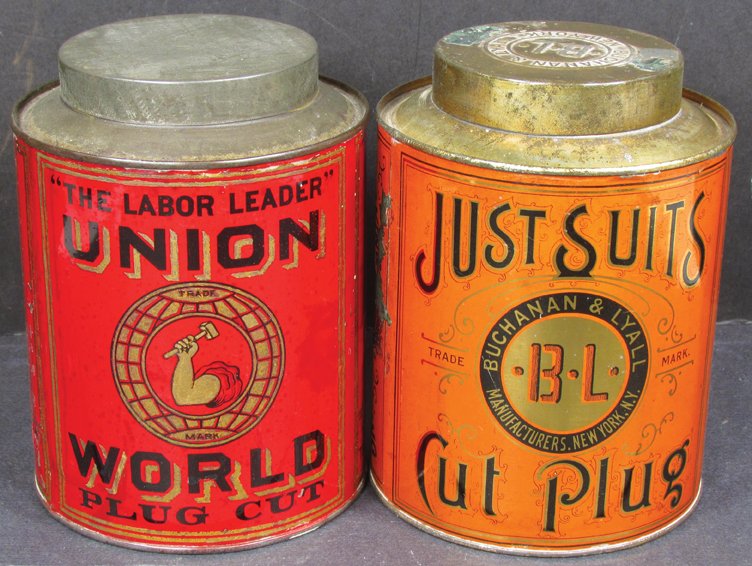 "THE LABOR LEADER"
UNION
TRADE
MARK
WORLD
PLUG CUT
B.L.
JUST SUITS
BUCHANAN & LYALL
TRADE MARK.
·B·L·
MANUFACTURERS. NEW YORK, N.Y.
Cut Plug